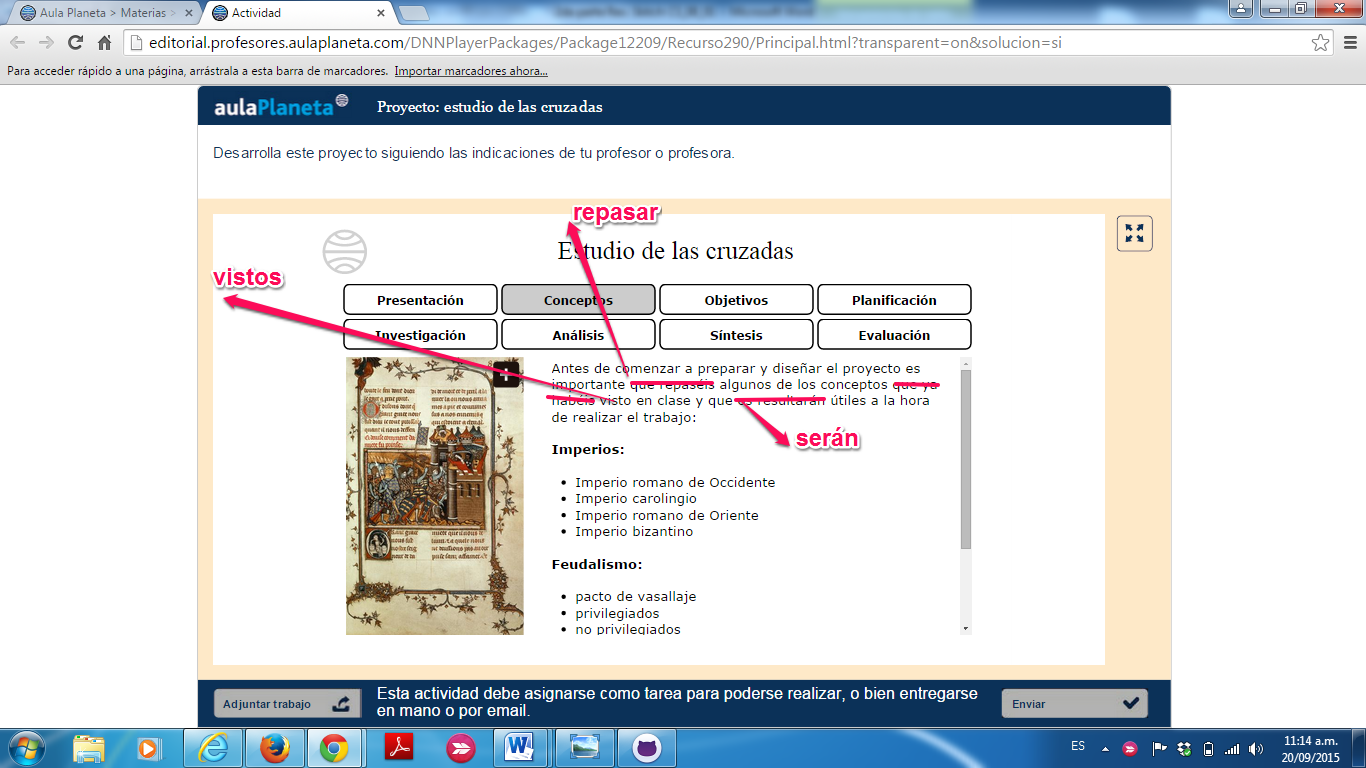 Aula Planeta > Materias >
Actividad
editorial.profesores.aulaplaneta.com/DNNPlayerPackages/Package12209/Recurso290/Principal.html?transparent=on&solucion=si
Para acceder rápido a una página, arrástrala a esta barra de marcadores. Importar marcadores ahora...
aulaPlaneta Proyecto: estudio de las cruzadas
Desarrolla este proyecto siguiendo las indicaciones de tu profesor o profesora.
repasar
Estudio de las cruzadas
vistos
Presentación Conceptos Objetivos Planificación
Investigación Análisis Síntesis Evaluación
Antes de comenzar a preparar y diseñar el proyecto es
importante que repaséis algunos de los conceptos que ya
habéis visto en clase y que os resultarán útiles a la hora
de realizar el trabajo:
serán
Imperios:
• Imperio romano de Occidente
• Imperio carolingio
• Imperio romano de Oriente
• Imperio bizantino
Feudalismo:
• pacto de vasallaje
• privilegiados
• no privilegiados
Adjuntar trabajo
Esta actividad debe asignarse como tarea para poderse realizar, o bien entregarse
en mano o por email.
Enviar
ES
11:14 a.m.
20/09/2015